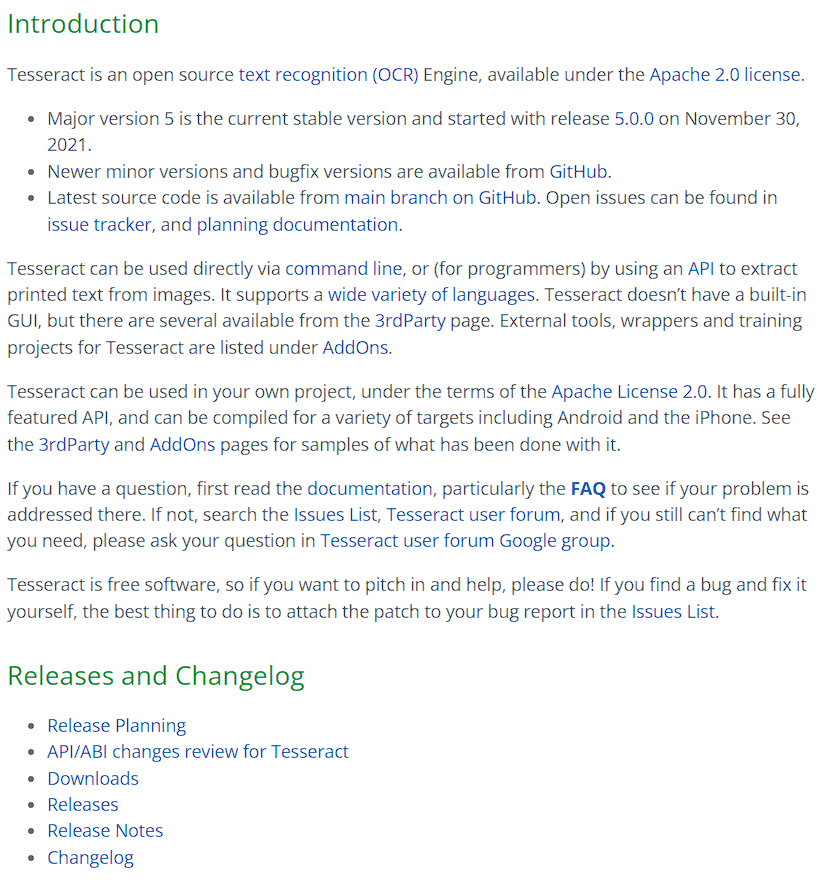 Introduction
Tesseract is an open source text recognition (OCR) Engine, available under the Apache 2.0 license.
• Major version 5 is the current stable version and started with release 5.0.0 on November 30,
2021.
• Newer minor versions and bugfix versions are available from GitHub.
• Latest source code is available from main branch on GitHub. Open issues can be found in
issue tracker, and planning documentation.
Tesseract can be used directly via command line, or (for programmers) by using an API to extract
printed text from images. It supports a wide variety of languages. Tesseract doesn’t have a built-in
GUI, but there are several available from the 3rdParty page. External tools, wrappers and training
projects for Tesseract are listed under AddOns.
Tesseract can be used in your own project, under the terms of the Apache License 2.0. It has a fully
featured API, and can be compiled for a variety of targets including Android and the iPhone. See
the 3rdParty and AddOns pages for samples of what has been done with it.
If you have a question, first read the documentation, particularly the FAQ to see if your problem is
addressed there. If not, search the Issues List, Tesseract user forum, and if you still can’t find what
you need, please ask your question in Tesseract user forum Google group.
Tesseract is free software, so if you want to pitch in and help, please do! If you find a bug and fix it
yourself, the best thing to do is to attach the patch to your bug report in the Issues List.
Releases and Changelog
• Release Planning
• API/ABI changes review for Tesseract
• Downloads
• Releases
• Release Notes
• Changelog